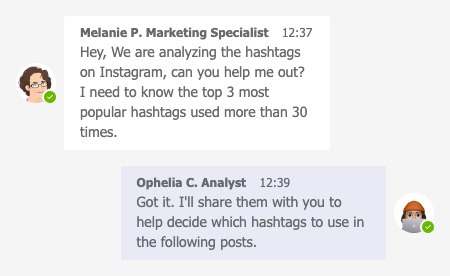 Melanie P. Marketing Specialist 12:37
Hey, We are analyzing the hashtags
on Instagram, can you help me out?
I need to know the top 3 most
popular hashtags used more than 30
times.
Ophelia C. Analyst 12:39
Got it. I'll share them with you to
help decide which hashtags to use in
the following posts.